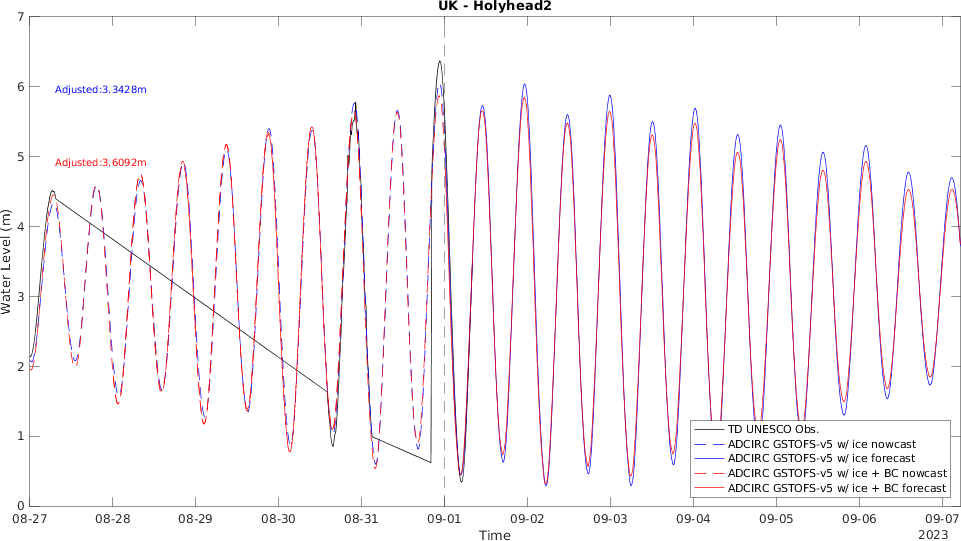 UK - Holyhead2
7
6
5
4
3
2
1
0
Water Level (m)
Adjusted:3.3428m
Adjusted:3.6092m
TD UNESCO Obs.
ADCIRC GSTOFS-v5 w/ ice nowcast
ADCIRC GSTOFS-v5 w/ ice forecast
ADCIRC GSTOFS-v5 w/ ice + BC nowcast
ADCIRC GSTOFS-v5 w/ ice + BC forecast
08-27 08-28 08-29 08-30 08-31 09-01 09-02 09-03 09-04 09-05 09-06 09-07
Time
2023